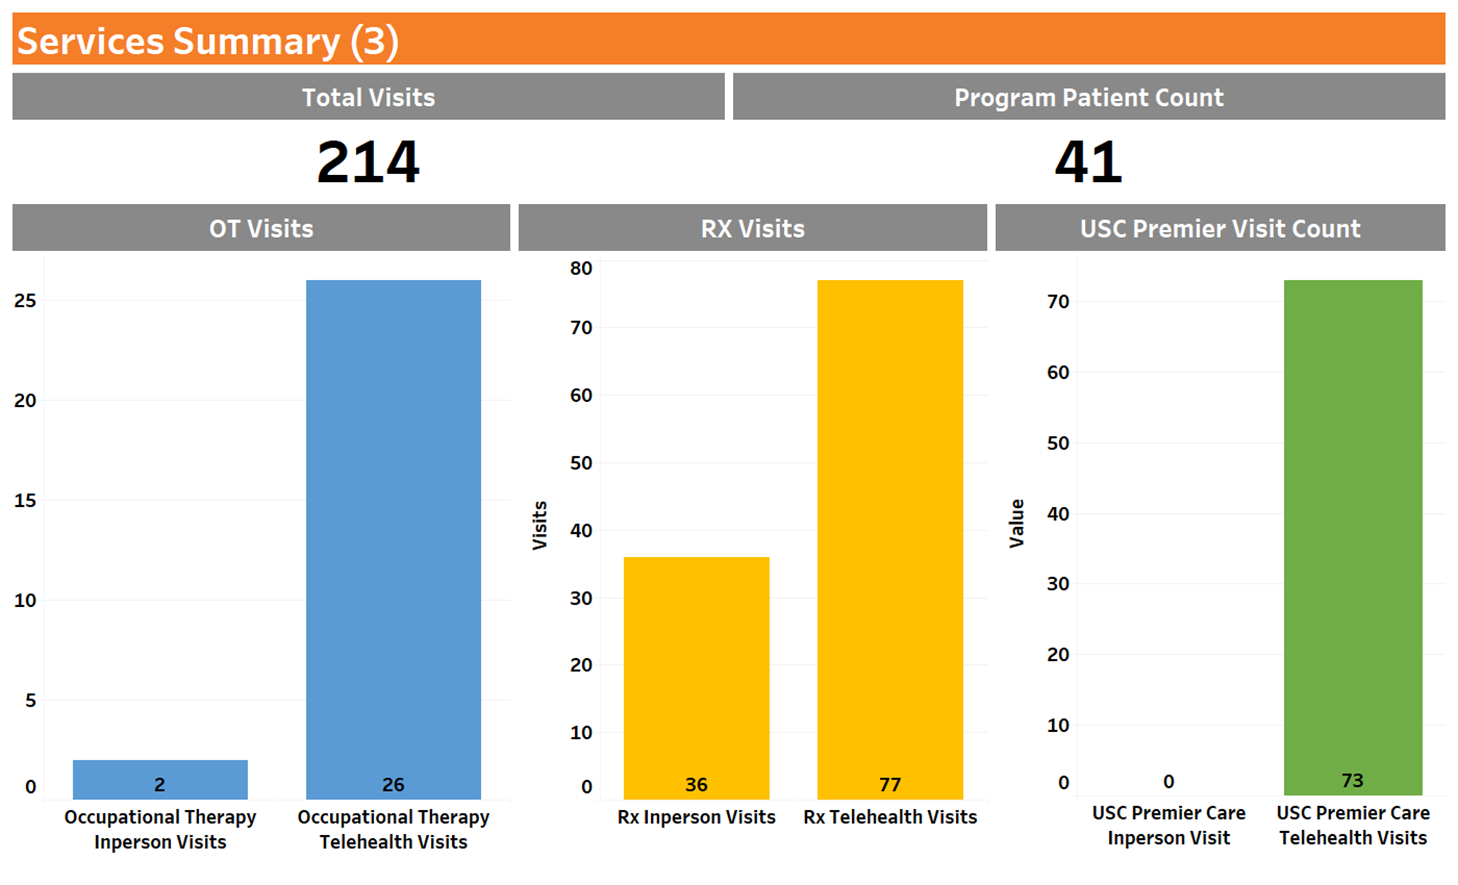 Services Summary (3)
Total Visits
Program Patient Count
214
41
OT Visits
RX Visits
USC Premier Visit Count
25
20
15
10
5
0
2
26
Occupational Therapy
Inperson Visits
Occupational Therapy
Telehealth Visits
Visits
80
70
60
50
40
30
20
10
0
36
77
Rx Inperson Visits
Rx Telehealth Visits
Value
70
60
50
40
30
20
10
0
0
73
USC Premier Care
Inperson Visit
USC Premier Care
Telehealth Visits